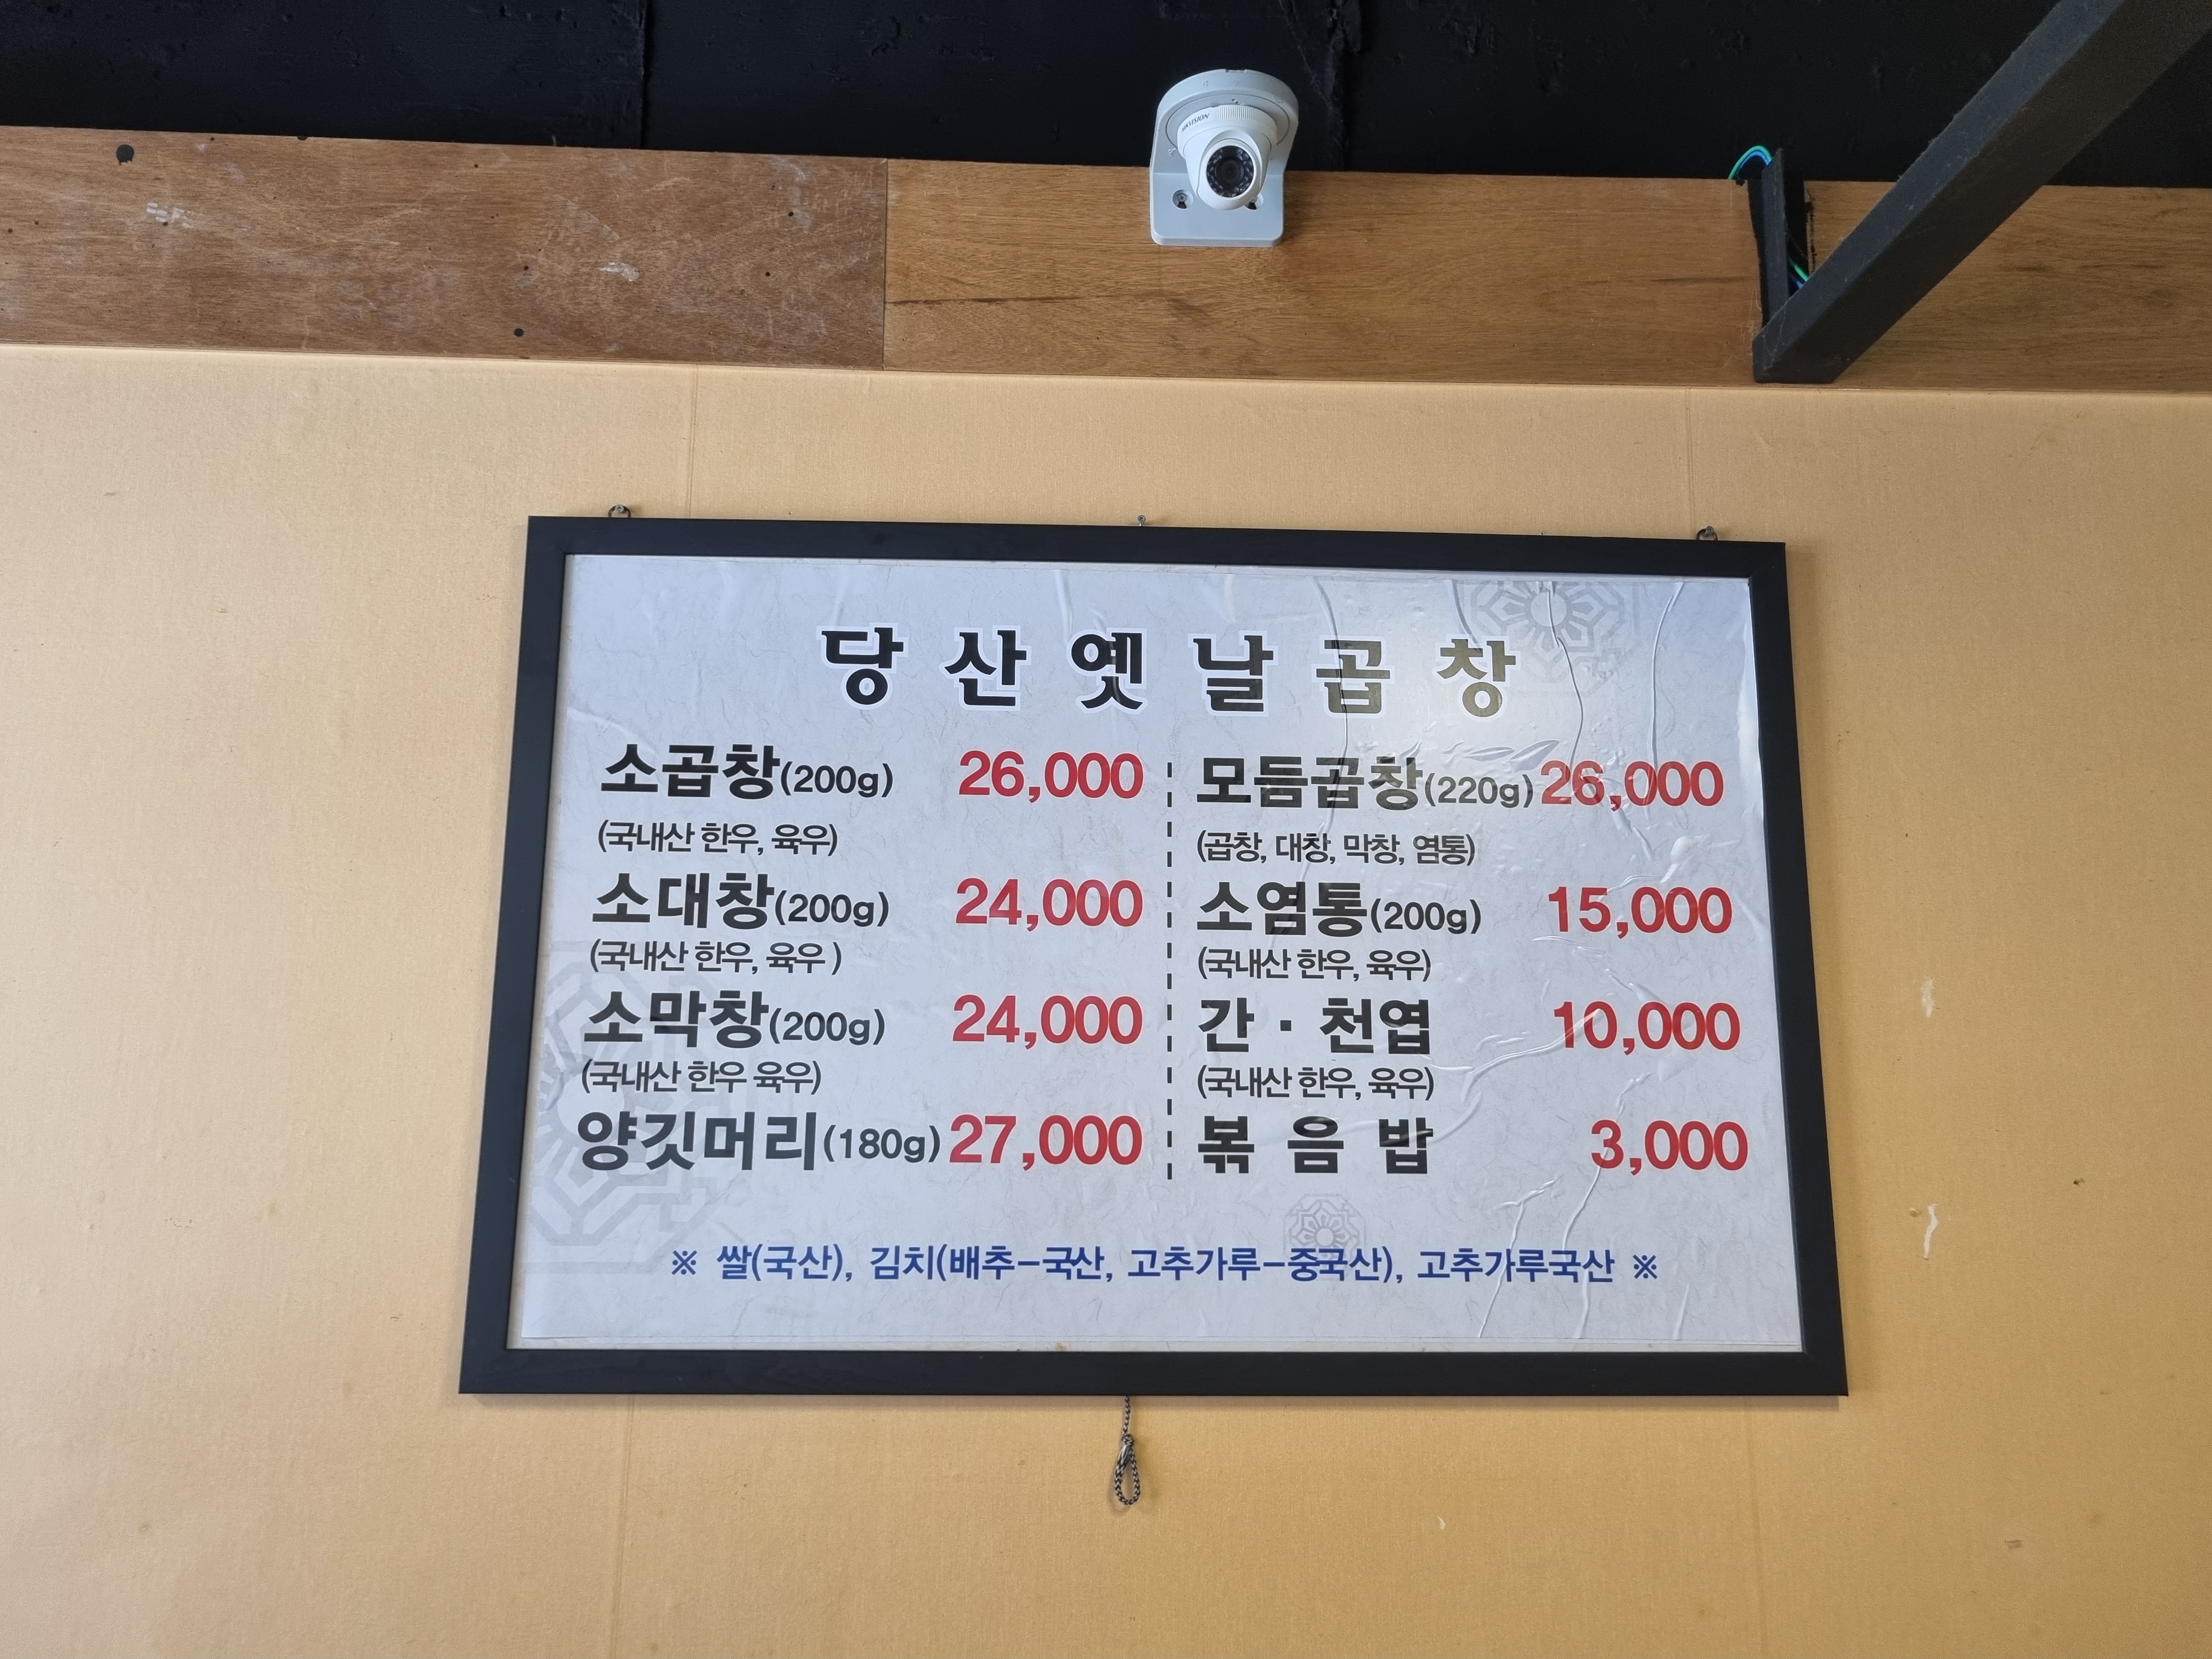 HIKVISION
당산옛날곱창
소곱창(200g) 26,000
(국내산 한우, 육우)
소대창(200g) 24,000
(국내산 한우, 육우 )
소막창(200g) 24,000
(국내산 한우 육우)
양깃머리(180g) 27,000
모듬곱창(220g) 26,000
(곱창, 대창, 막창, 염통)
소염통(200g) 15,000
(국내산 한우, 육우)
간 · 천엽 10,000
(국내산 한우, 육우)
볶음밥 3,000
※ 쌀(국산), 김치(배추-국산, 고추가루-중국산), 고추가루국산 ※